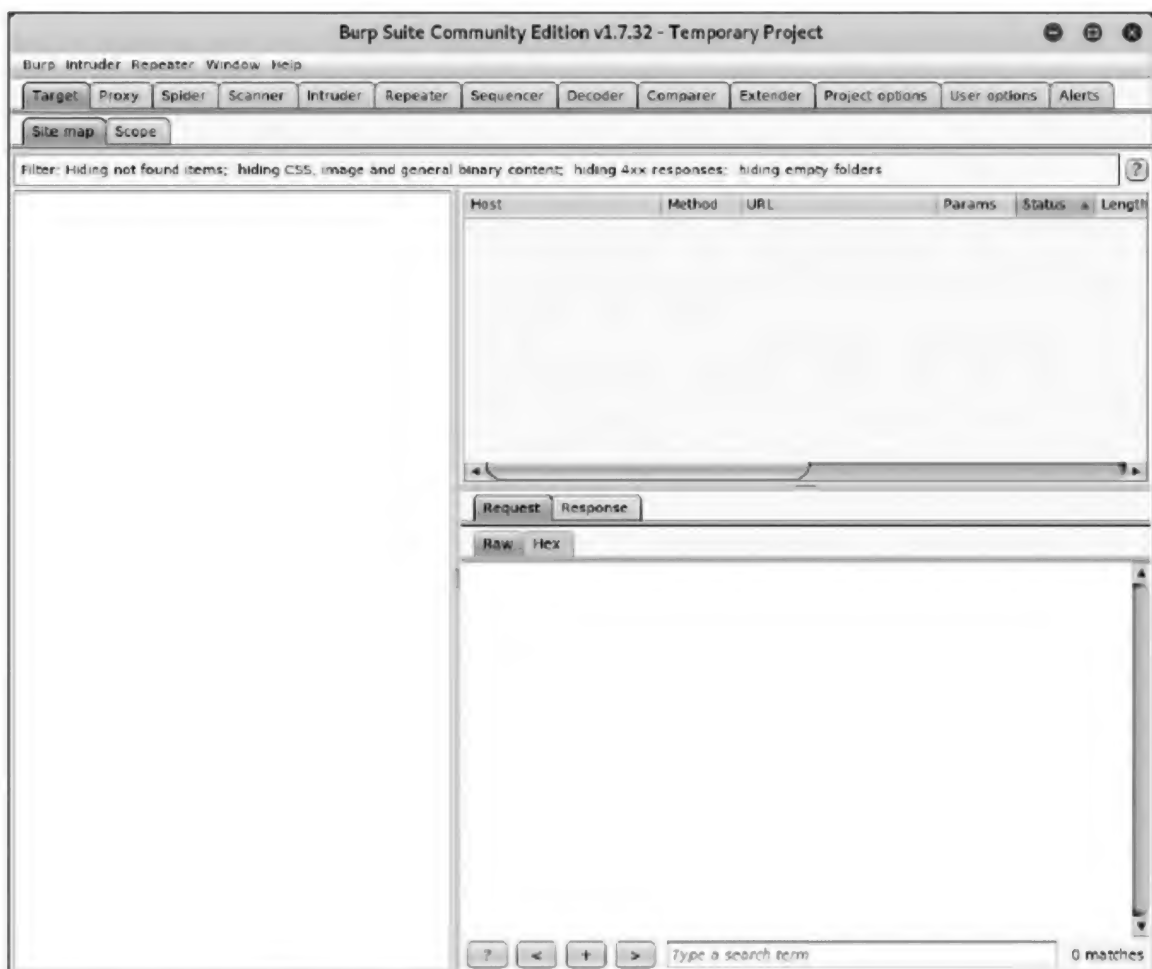 Burp Suite Community Edition v1.7.32 - Temporary Project
Burp Intruder Repeater Window Help
Target Proxy Spider Scanner Intruder Repeater Sequencer Decoder Comparer Extender Project options User options Alerts
Site map Scope
Filter: Hiding not found items; hiding CSS, image and general binary content; hiding 4xx responses; hiding empty folders ?
Host Method URL Params Status Length
Request Response
Raw Hex
? < + > Type a search term 0 matches